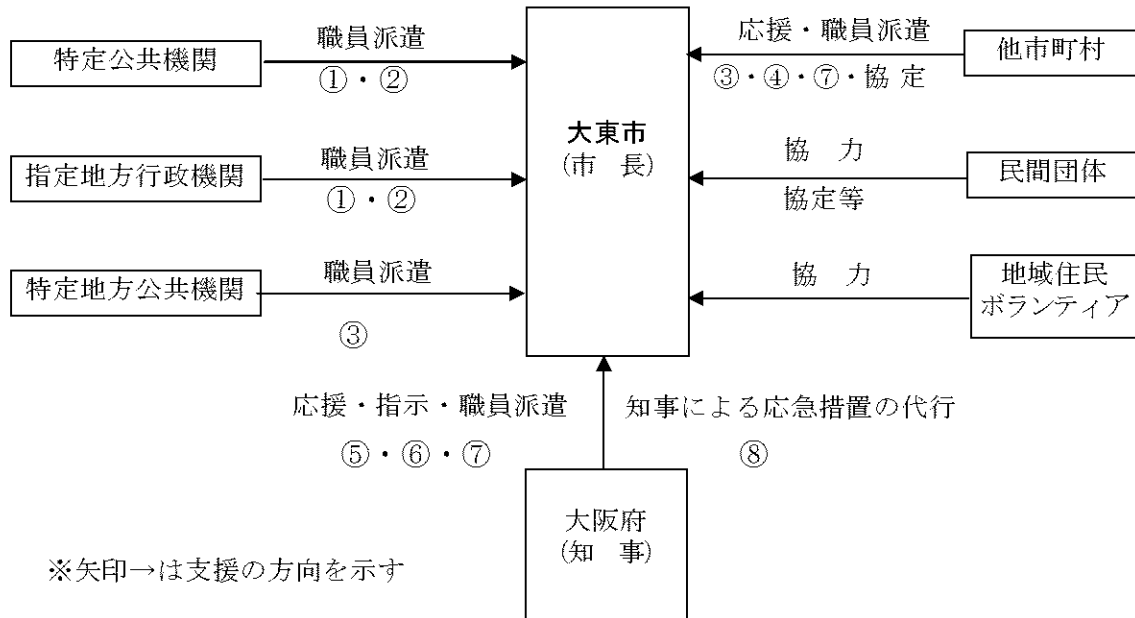 特定公共機関
職員派遣
①・②
指定地方行政機関
職員派遣
①・②
特定地方公共機関
職員派遣
③
大東市
(市　長)
応援・職員派遣
③・④・⑦・協 定
他市町村
協　力
協定等
民間団体
協　力
地域住民
ボランティア
応援・指示・職員派遣
⑤・⑥・⑦
知事による応急措置の代行
⑧
大阪府
(知　事)
※矢印→は支援の方向を示す